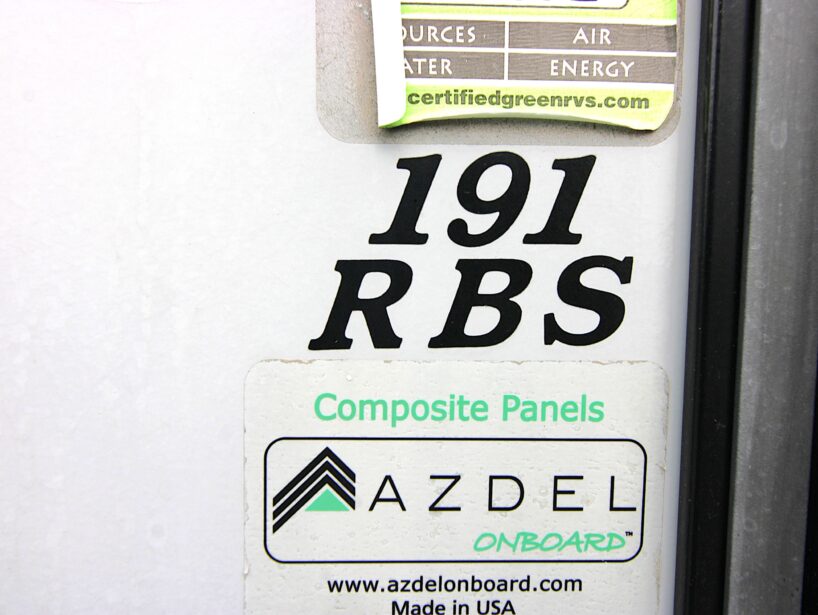 OURCES AIR
ATER ENERGY
certifiedgreenrvs.com
191
RBS
Composite Panels
AZDEL
ONBOARD™
www.azdelonboard.com
Made in USA